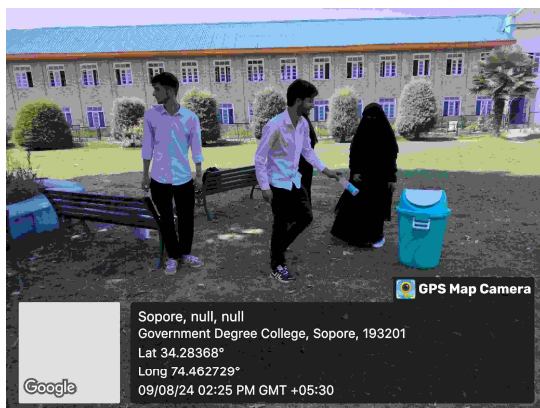 GPS Map Camera
Sopore, null, null
Government Degree College, Sopore, 193201
Lat 34.28368°
Long 74.462729°
09/08/24 02:25 PM GMT +05:30
Google